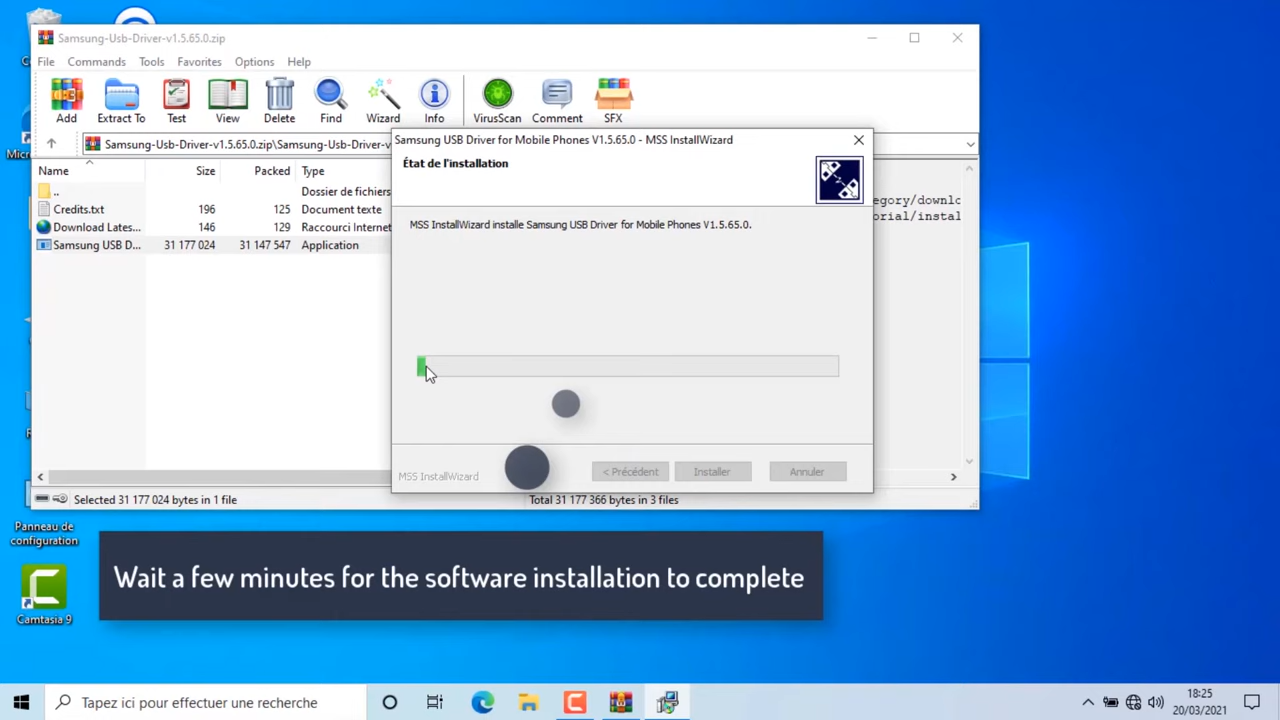 Samsung-Usb-Driver-v1.5.65.0.zip
File Commands Tools Favorites Options Help
Add Extract To Test View Delete Find Wizard Info VirusScan Comment SFX
Samsung-Usb-Driver-v1.5.65.0.zip\Samsung-Usb-Driver-v
Name Size Packed Type
.. Dossier de fichiers
Credits.txt 196 125 Document texte
Download Lates... 146 129 Raccourci Internet
Samsung USB D... 31 177 024 31 147 547 Application
egory/downlc
orial/instal
Samsung USB Driver for Mobile Phones V1.5.65.0 - MSS InstallWizard
État de l'installation
MSS InstallWizard installe Samsung USB Driver for Mobile Phones V1.5.65.0.
MSS InstallWizard
< Précédent Installer Annuler
Selected 31 177 024 bytes in 1 file
Total 31 177 366 bytes in 3 files
Panneau de
configuration
Wait a few minutes for the software installation to complete
Camtasia 9
Tapez ici pour effectuer une recherche
18:25
20/03/2021